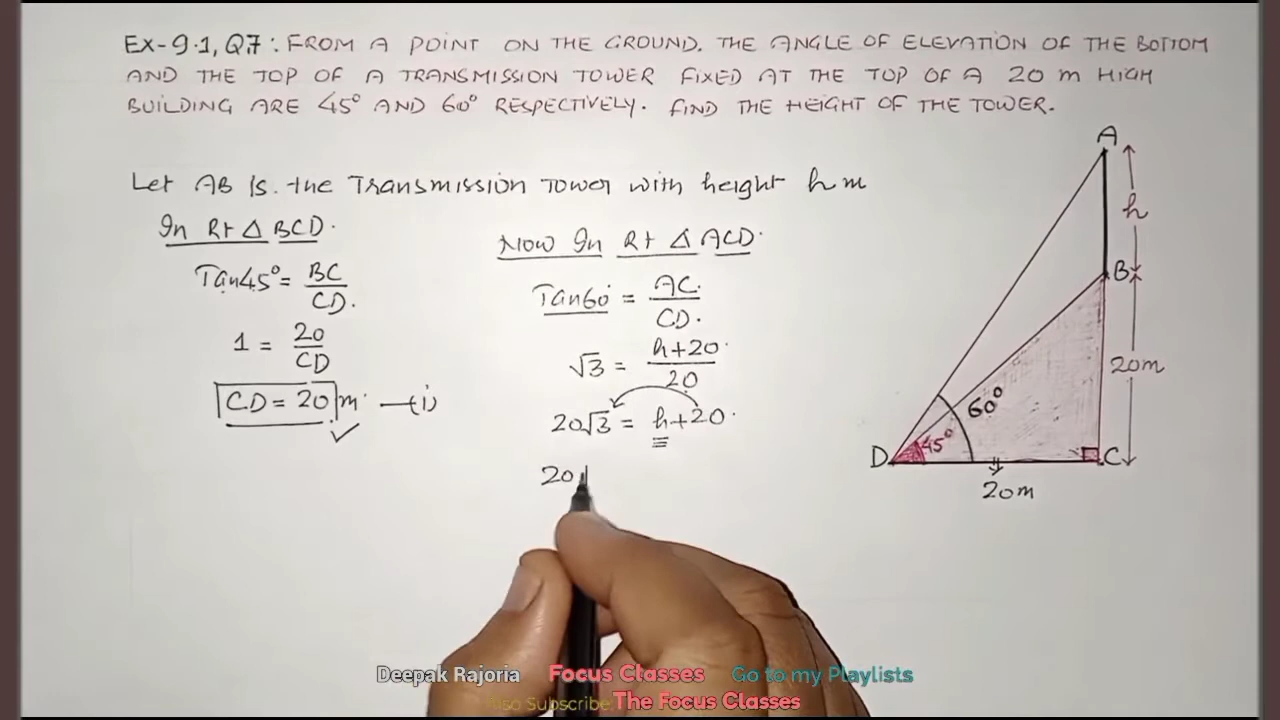 Ex-9.1, Q7: FROM A POINT ON THE GROUND. THE ANGLE OF ELEVATION OF THE BOTTOM
AND THE TOP OF A TRANSMISSION TOWER FIXED AT THE TOP OF A 20 m HIGH
BUILDING ARE 45° AND 60° RESPECTIVELY. FIND THE HEIGHT OF THE TOWER.
Let AB is the Transmission Tower with height h m
In Rt △ BCD.
Tan45° = BC/CD.
1 = 20/CD
CD = 20 m. —(i)
Now In Rt △ ACD.
Tan60° = AC./CD.
√3 = h+20./20
20√3 = h+20.
20
A
h
B
20m
60°
45°
D
C
20m
Deepak Rajoria Focus Classes Go to my Playlists
Also Subscribe: The Focus Classes